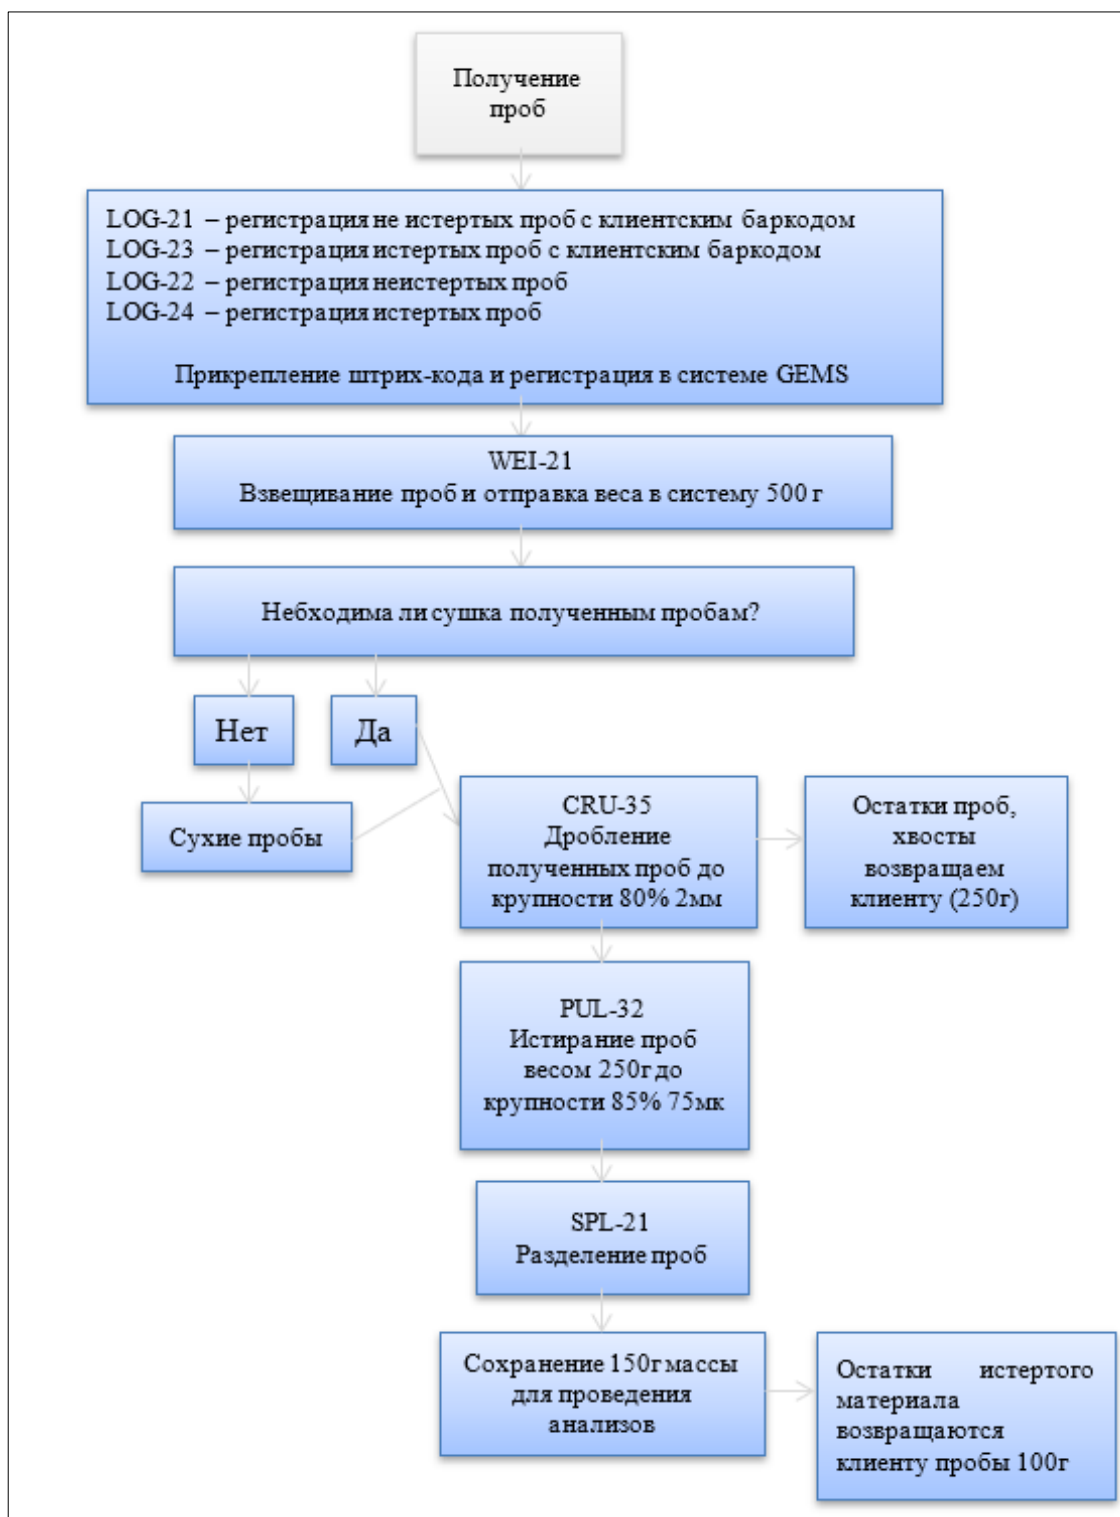 Получение
проб
LOG-21 – регистрация не истертых проб с клиентским баркодом
LOG-23 – регистрация истертых проб с клиентским баркодом
LOG-22 – регистрация неистертых проб
LOG-24 – регистрация истертых проб
Прикрепление штрих-кода и регистрация в системе GEMS
WEI-21
Взвещивание проб и отправка веса в систему 500 г
Небходима ли сушка полученным пробам?
Нет
Да
Сухие пробы
CRU-35
Дробление
полученных проб до
крупности 80% 2мм
Остатки проб,
хвосты
возвращаем
клиенту (250г)
PUL-32
Истирание проб
весом 250г до
крупности 85% 75мк
SPL-21
Разделение проб
Сохранение 150г массы
для проведения
анализов
Остатки истертого
материала
возвращаются
клиенту пробы 100г